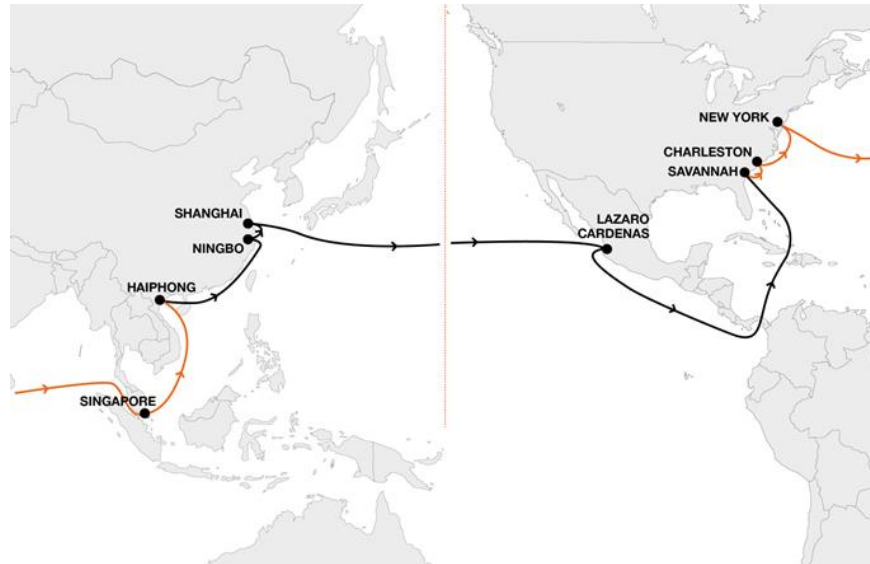 NEW YORK
CHARLESTON
SAVANNAH
SHANGHAI
LAZARO
CARDENAS
NINGBO
HAIPHONG
SINGAPORE